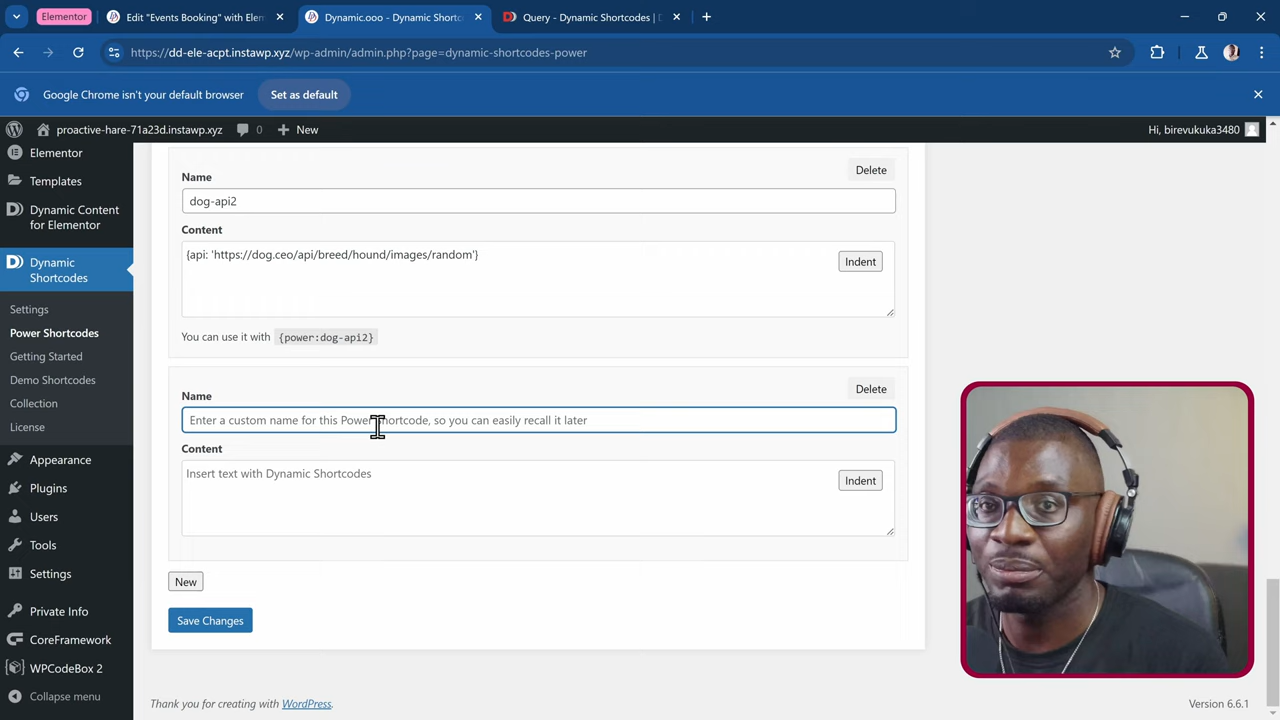 Elementor
Edit "Events Booking" with Elem
Dynamic.ooo - Dynamic Shortc
Query - Dynamic Shortcodes | D
https://dd-ele-acpt.instawp.xyz/wp-admin/admin.php?page=dynamic-shortcodes-power
Google Chrome isn't your default browser
Set as default
proactive-hare-71a23d.instawp.xyz
0
New
Hi, birevukuka3480
Elementor
Templates
Dynamic Content
for Elementor
Dynamic
Shortcodes
Settings
Power Shortcodes
Getting Started
Demo Shortcodes
Collection
License
Appearance
Plugins
Users
Tools
Settings
Private Info
CoreFramework
WPCodeBox 2
Collapse menu
Delete
Name
dog-api2
Content
{api: 'https://dog.ceo/api/breed/hound/images/random'}
Indent
You can use it with {power:dog-api2}
Delete
Name
Enter a custom name for this Power Shortcode, so you can easily recall it later
Content
Insert text with Dynamic Shortcodes
Indent
New
Save Changes
Thank you for creating with WordPress.
Version 6.6.1